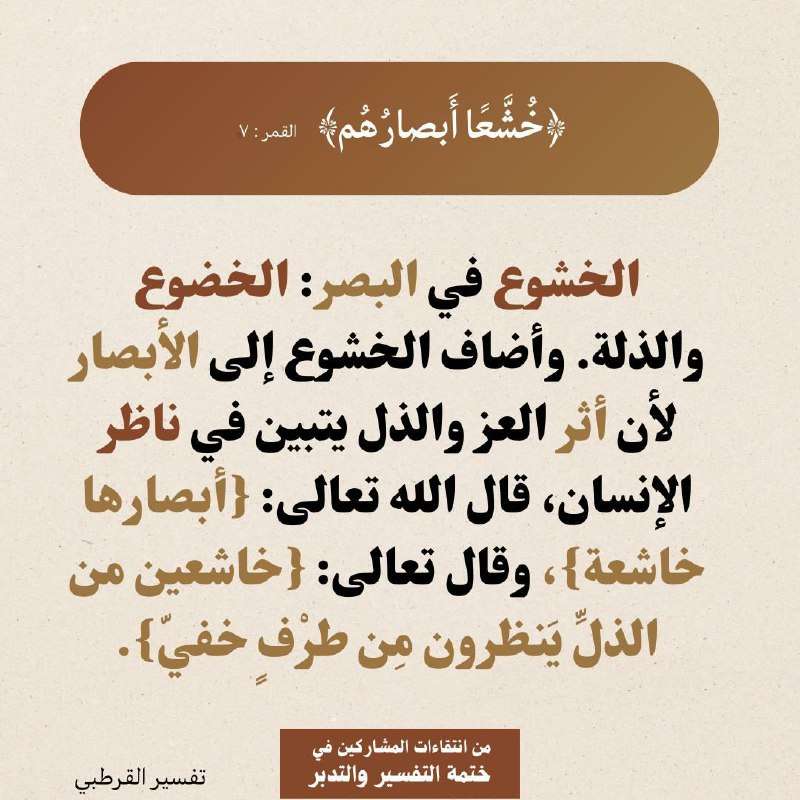 ﴿خُشَّعًا أَبصارُهُم﴾ القمر : ٧
الخشوع في البصر: الخضوع
والذلة. وأضاف الخشوع إلى الأبصار
لأن أثر العز والذل يتبين في ناظر
الإنسان، قال الله تعالى: {أبصارها
خاشعة}، وقال تعالى: {خاشعين من
الذلِّ يَنظرون مِن طرْفٍ خفيّ}.
من انتقاءات المشاركين في
ختمة التفسير والتدبر
تفسير القرطبي